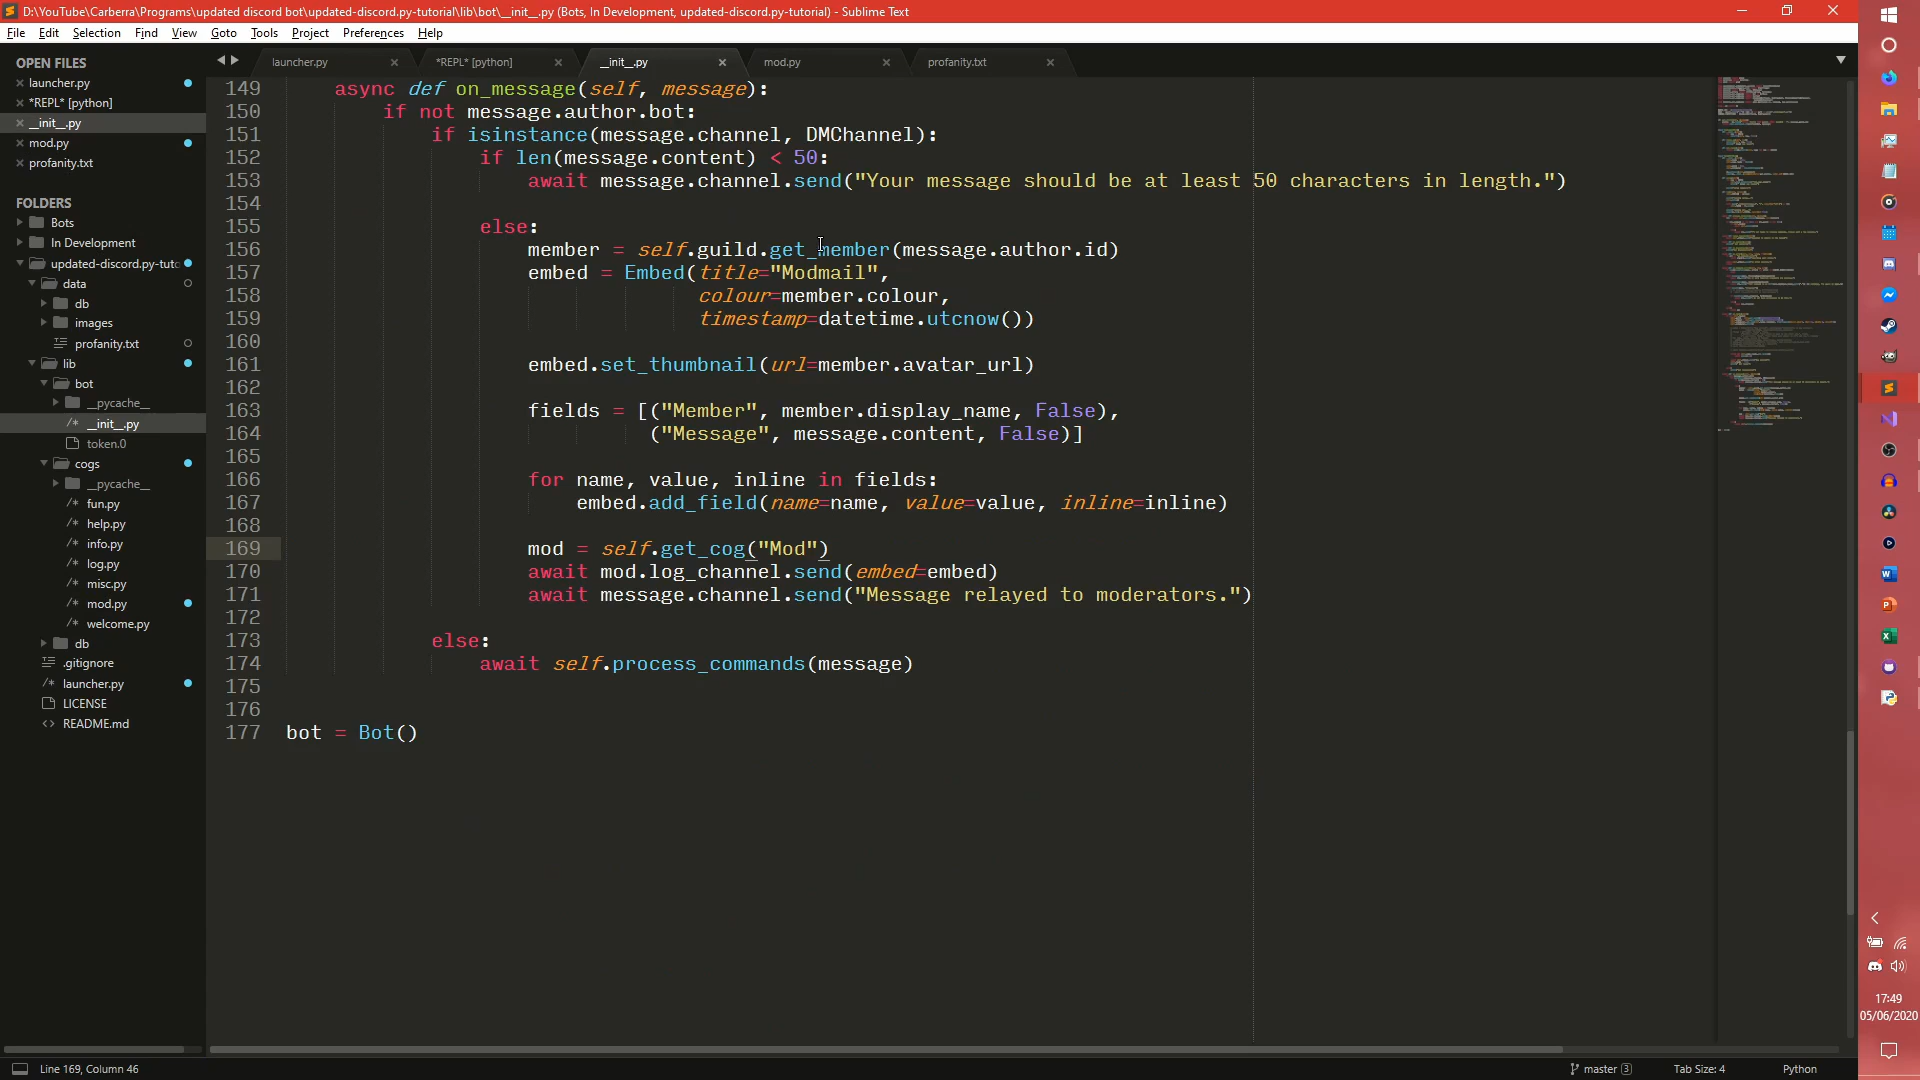 D:\YouTube\Carberra\Programs\updated discord bot\updated-discord.py-tutorial\lib\bot\__init__.py (Bots, In Development, updated-discord.py-tutorial) - Sublime Text
File Edit Selection Find View Goto Tools Project Preferences Help
OPEN FILES
launcher.py
*REPL* [python]
__init__.py
mod.py
profanity.txt
FOLDERS
Bots
In Development
updated-discord.py-tuto
data
db
images
profanity.txt
lib
bot
__pycache__
/* __init__.py
token.0
cogs
__pycache__
/* fun.py
/* help.py
/* info.py
/* log.py
/* misc.py
/* mod.py
/* welcome.py
db
.gitignore
/* launcher.py
LICENSE
<> README.md
launcher.py *REPL* [python] __init__.py mod.py profanity.txt
149 async def on_message(self, message):
150 if not message.author.bot:
151 if isinstance(message.channel, DMChannel):
152 if len(message.content) < 50:
153 await message.channel.send("Your message should be at least 50 characters in length.")
154
155 else:
156 member = self.guild.get_member(message.author.id)
157 embed = Embed(title="Modmail",
158 colour=member.colour,
159 timestamp=datetime.utcnow())
160
161 embed.set_thumbnail(url=member.avatar_url)
162
163 fields = [("Member", member.display_name, False),
164 ("Message", message.content, False)]
165
166 for name, value, inline in fields:
167 embed.add_field(name=name, value=value, inline=inline)
168
169 mod = self.get_cog("Mod")
170 await mod.log_channel.send(embed=embed)
171 await message.channel.send("Message relayed to moderators.")
172
173 else:
174 await self.process_commands(message)
175
176
177 bot = Bot()
17:49
05/06/2020
Line 169, Column 46
master 3 Tab Size: 4 Python